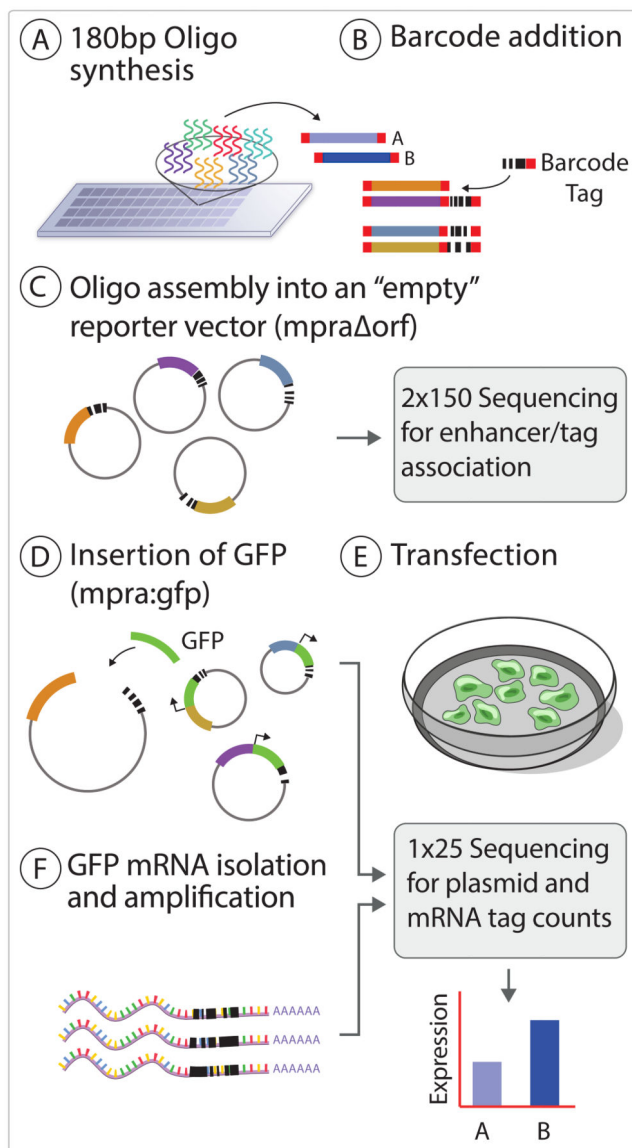 A 180bp Oligo
synthesis
B Barcode addition
A
B
Barcode
Tag
C Oligo assembly into an “empty”
reporter vector (mpraΔorf)
2x150 Sequencing
for enhancer/tag
association
D Insertion of GFP
(mpra:gfp)
GFP
E Transfection
F GFP mRNA isolation
and amplification
1x25 Sequencing
for plasmid and
mRNA tag counts
AAAAAA
AAAAAA
AAAAAA
Expression
A B